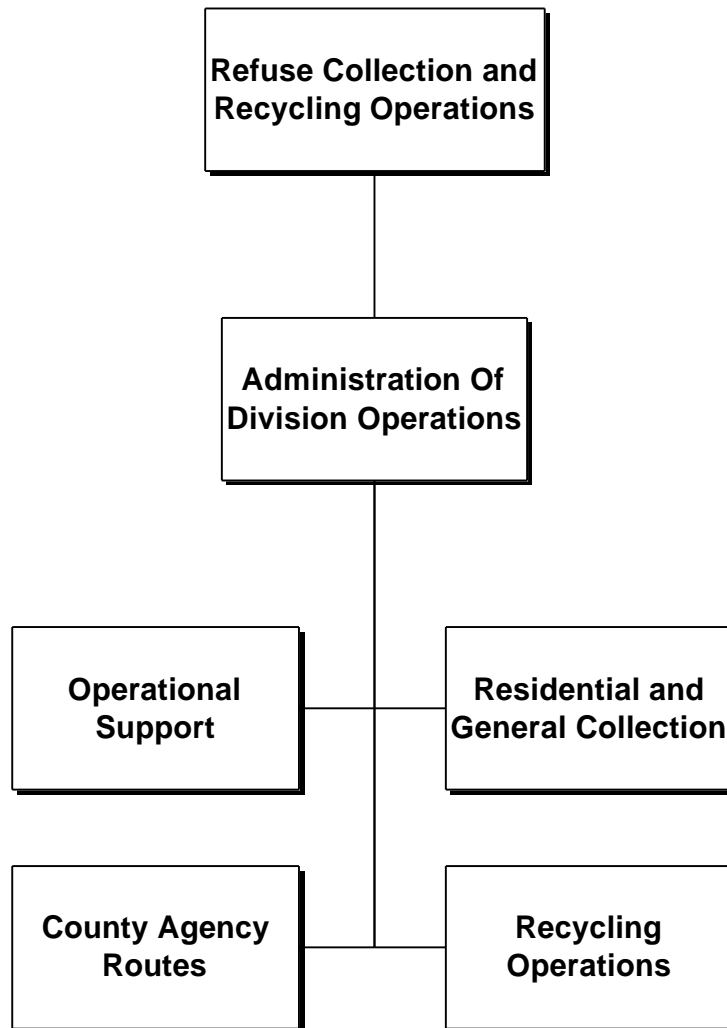 Refuse Collection and
Recycling Operations
Administration Of
Division Operations
Operational
Support
Residential and
General Collection
County Agency
Routes
Recycling
Operations